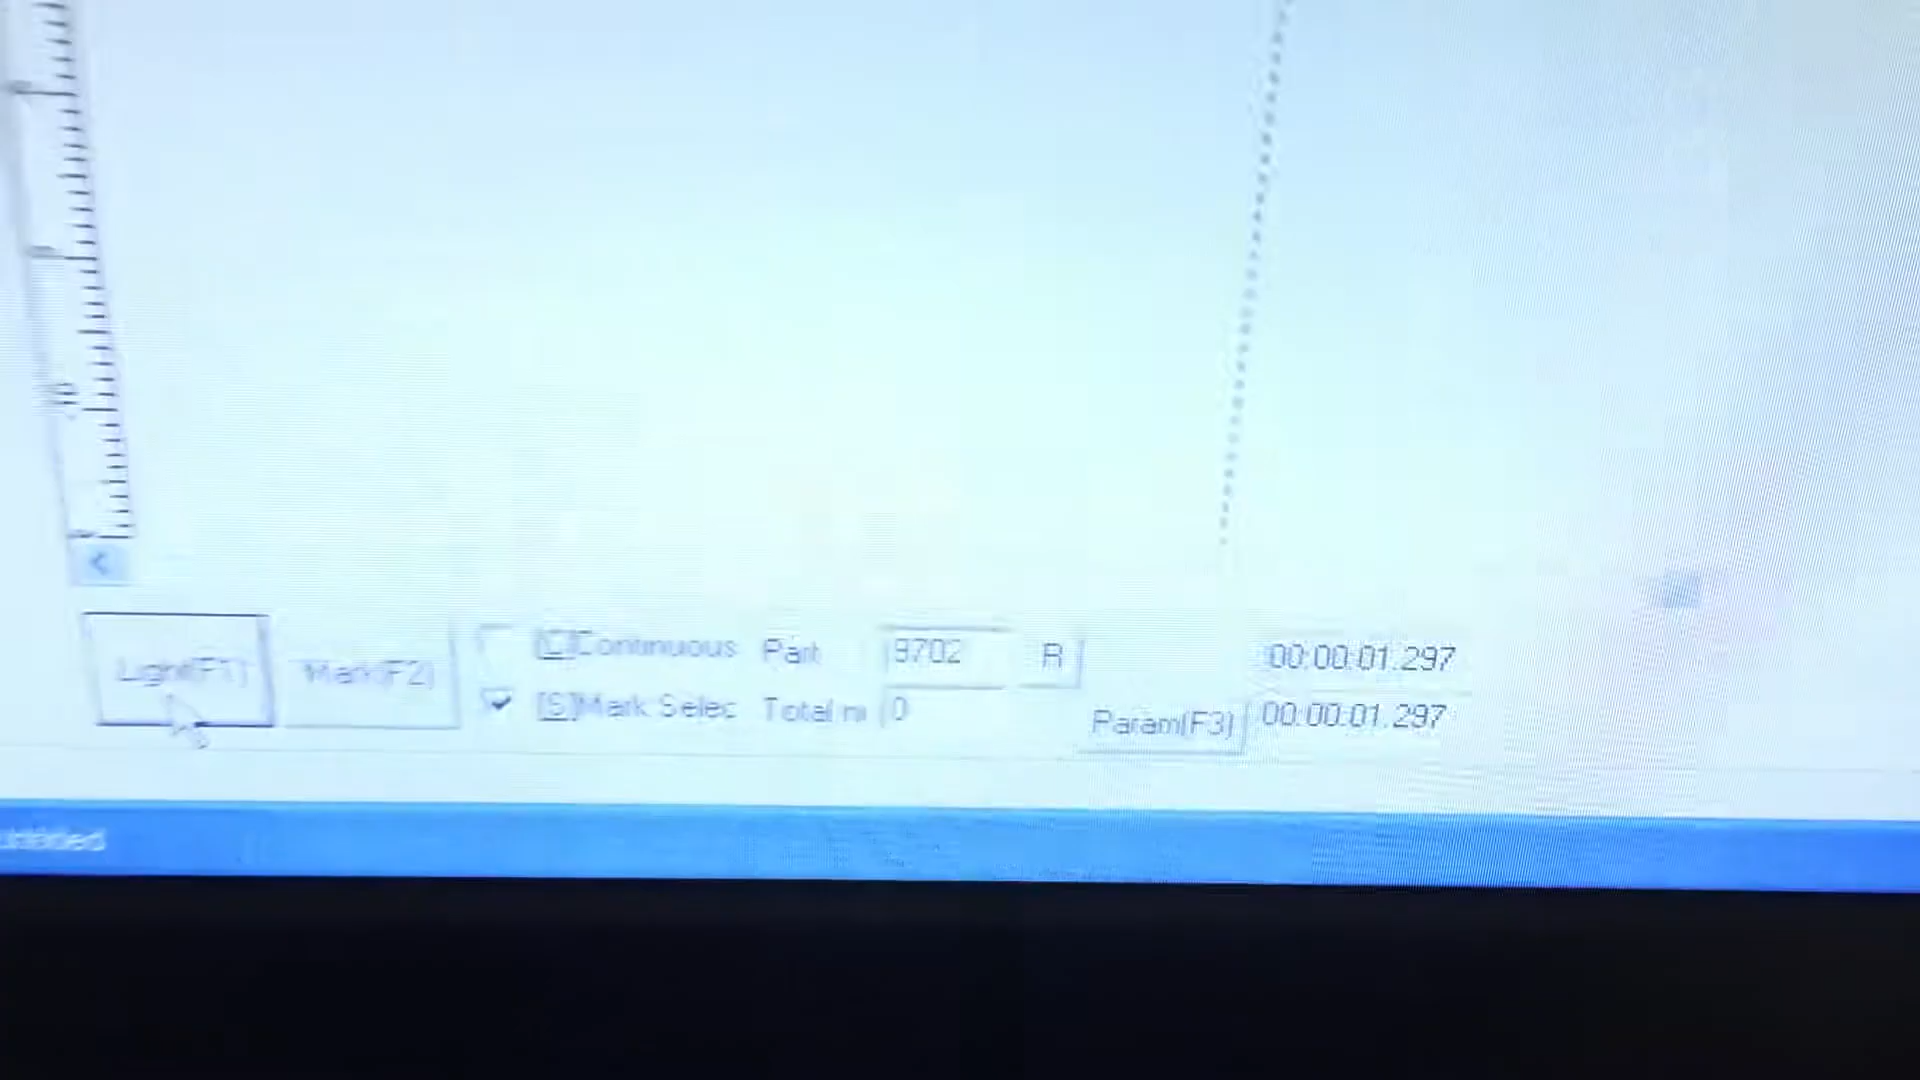 Light(F1) Mark(F2) [C]Continuous Part 9702 R 00:00:01.297
[S]Mark Selec Total n 0 Param(F3) 00:00:01.297